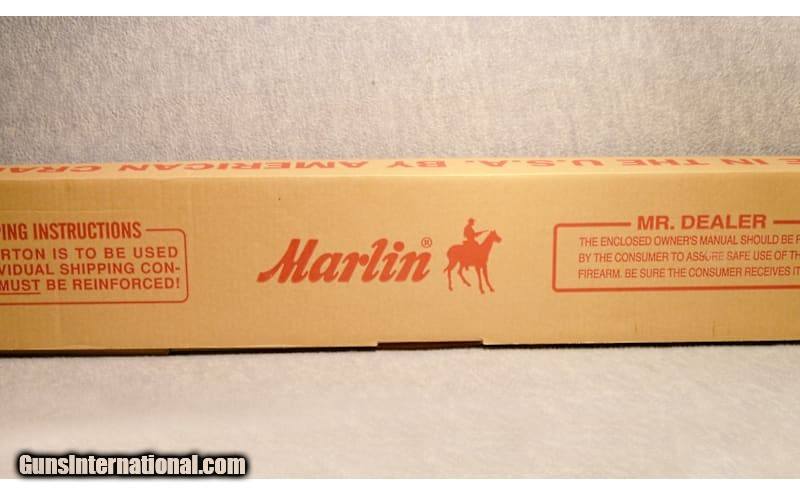 E IN THE U.S.A. BY AMERICAN CRA
PING INSTRUCTIONS
ARTON IS TO BE USED
VIDUAL SHIPPING CON-
MUST BE REINFORCED!
Marlin®
MR. DEALER
THE ENCLOSED OWNER'S MANUAL SHOULD BE
BY THE CONSUMER TO ASSURE SAFE USE OF TH
FIREARM. BE SURE THE CONSUMER RECEIVES IT
GunsInternational.com